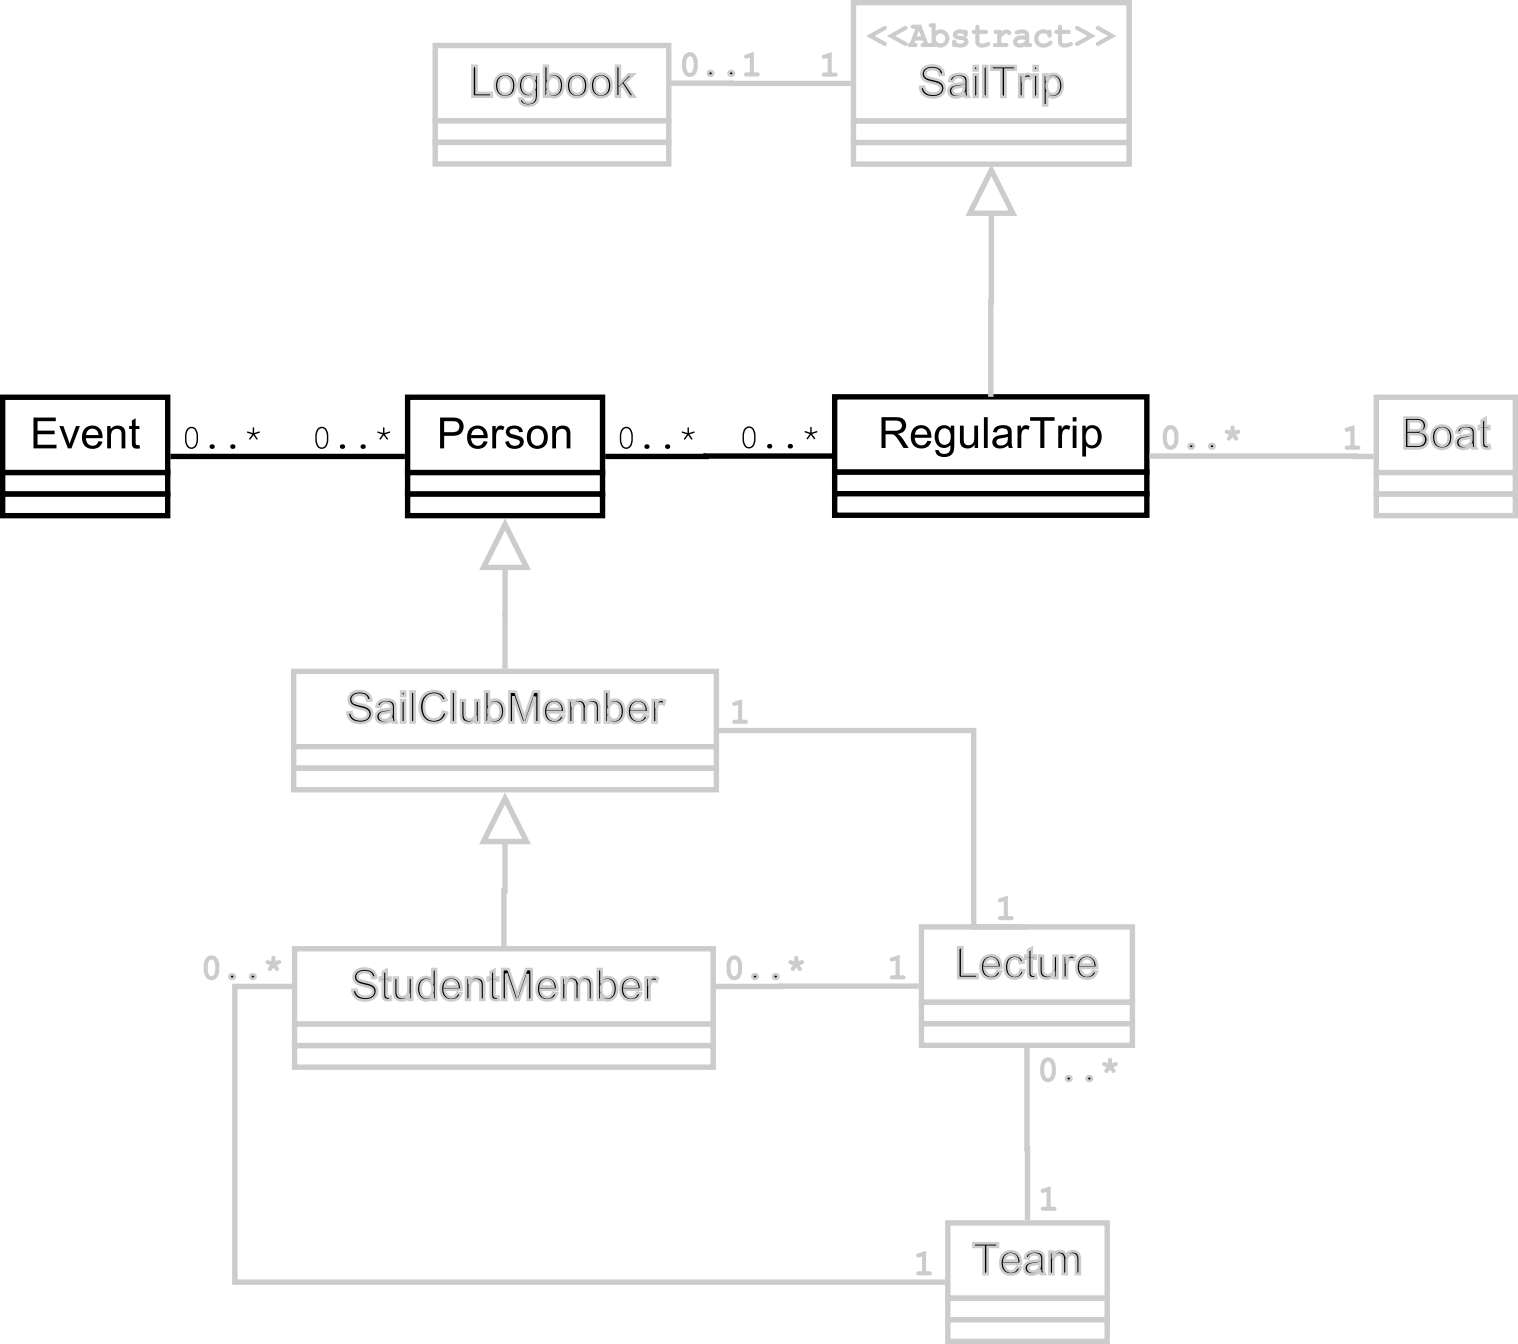 <<Abstract>>
Logbook 0..1 1 SailTrip
Event 0..* 0..* Person 0..* 0..* RegularTrip 0..* 1 Boat
SailClubMember 1
1
0..* StudentMember 0..* 1 Lecture
0..*
1
1 Team